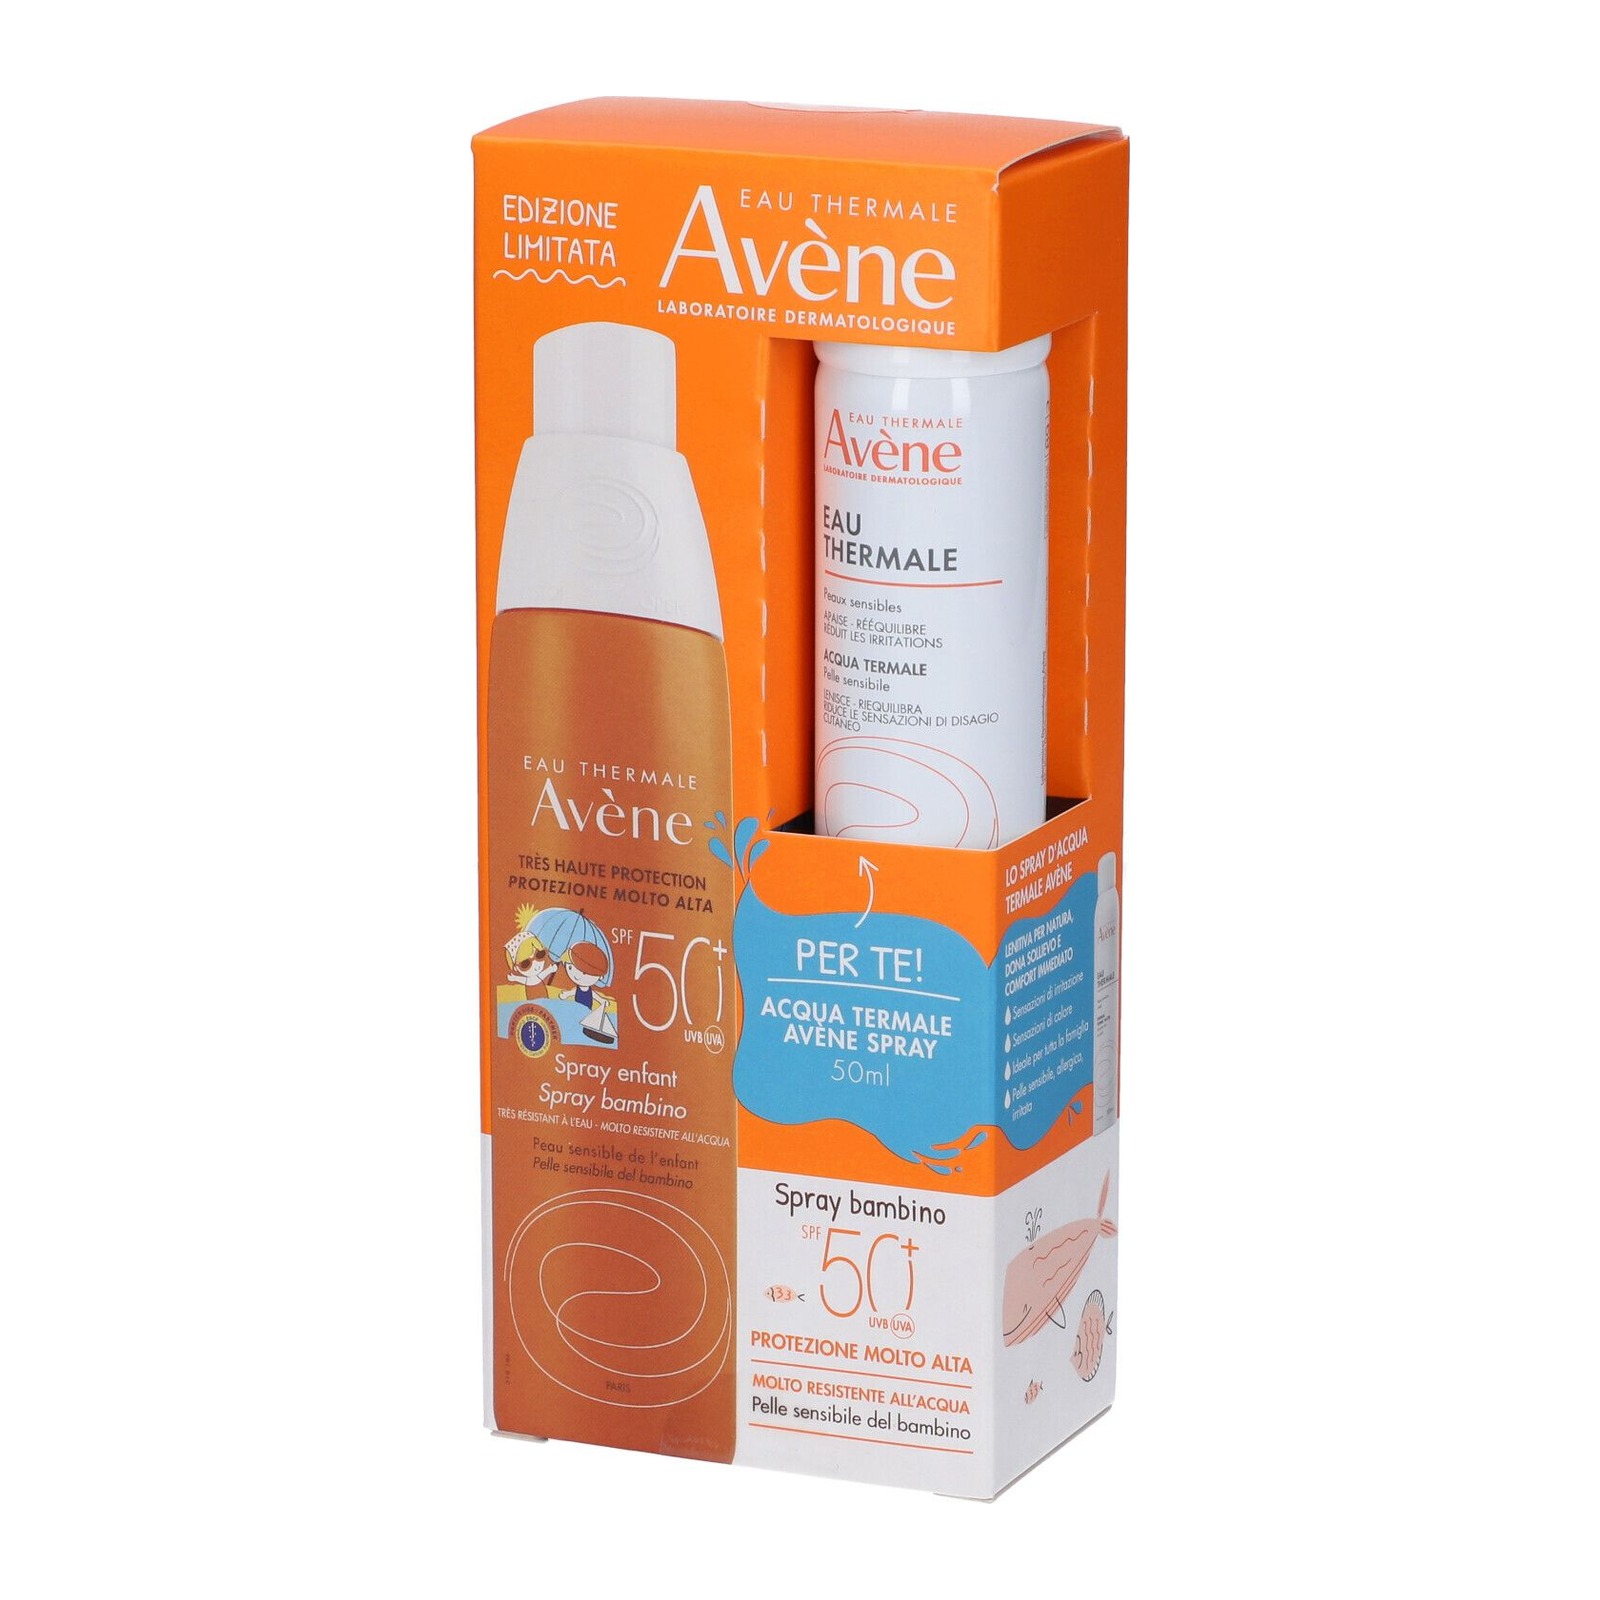 EDIZIONE
LIMITATA
EAU THERMALE
Avène
LABORATOIRE DERMATOLOGIQUE
EAU THERMALE
Avène
LABORATOIRE DERMATOLOGIQUE
EAU
THERMALE
Peaux sensibles
APAISE - RÉÉQUILIBRE
RÉDUIT LES IRRITATIONS
ACQUA TERMALE
Pelle sensibile
LENISCE - RIEQUILIBRA
RIDUCE LE SENSAZIONI DI DISAGIO
CUTANEO
EAU THERMALE
Avène
TRÈS HAUTE PROTECTION
PROTEZIONE MOLTO ALTA
SPF 50+
UVB UVA
Spray enfant
Spray bambino
TRÈS RÉSISTANT À L'EAU - MOLTO RESISTENTE ALL'ACQUA
Peau sensible de l'enfant
Pelle sensibile del bambino
PARIS
PER TE!
ACQUA TERMALE
AVÈNE SPRAY
50ml
Spray bambino
SPF 50+
UVB UVA
PROTEZIONE MOLTO ALTA
MOLTO RESISTENTE ALL'ACQUA
Pelle sensibile del bambino
LO SPRAY D'ACQUA
TERMALE AVÈNE
LENITIVA PER NATURA,
DONA SOLLIEVO E
COMFORT IMMEDIATO
Sensazioni di irritazione
Sensazioni di calore
Ideale per tutta la famiglia
Pelle sensibile, allergica,
irritata
Avène
EAU
THERMALE